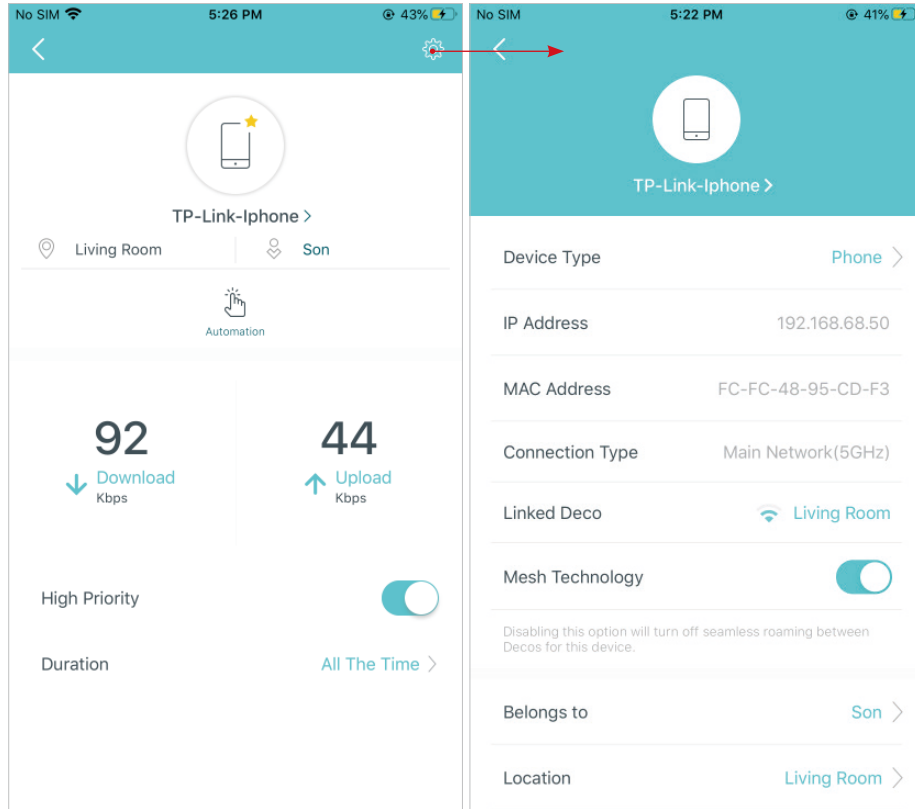 No SIM
5:26 PM
43%
TP-Link-Iphone >
Living Room
Son
Automation
92
Download
Kbps
44
Upload
Kbps
High Priority
Duration
All The Time >
No SIM
5:22 PM
41%
TP-Link-Iphone >
Device Type
Phone >
IP Address
192.168.68.50
MAC Address
FC-FC-48-95-CD-F3
Connection Type
Main Network(5GHz)
Linked Deco
Living Room
Mesh Technology
Disabling this option will turn off seamless roaming between
Decos for this device.
Belongs to
Son >
Location
Living Room >